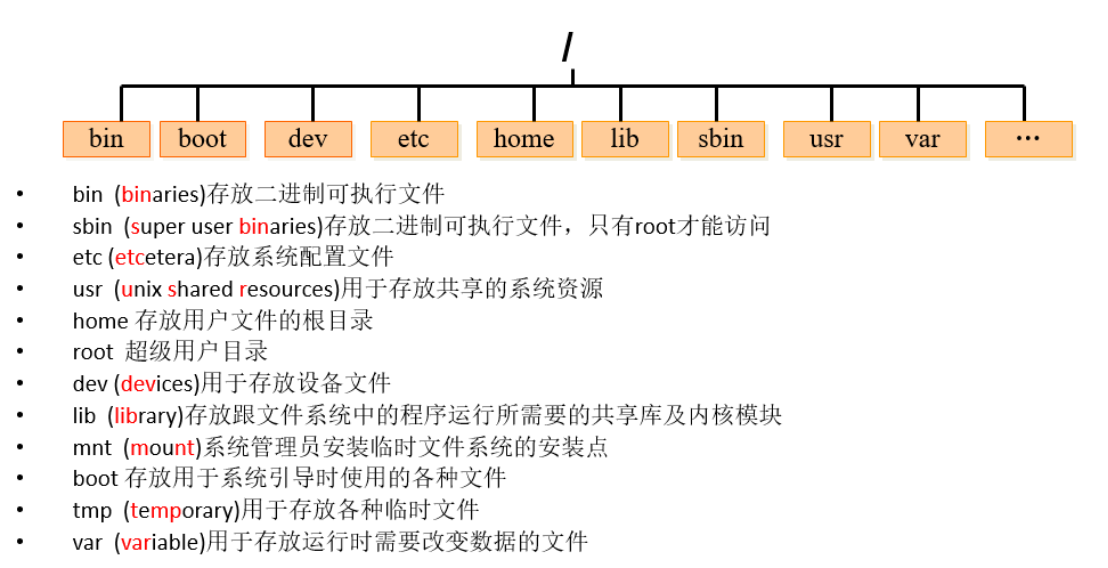 /
bin boot dev etc home lib sbin usr var ...
• bin (binaries)存放二进制可执行文件
• sbin (super user binaries)存放二进制可执行文件，只有root才能访问
• etc (etcetera)存放系统配置文件
• usr (unix shared resources)用于存放共享的系统资源
• home 存放用户文件的根目录
• root 超级用户目录
• dev (devices)用于存放设备文件
• lib (library)存放跟文件系统中的程序运行所需要的共享库及内核模块
• mnt (mount)系统管理员安装临时文件系统的安装点
• boot 存放用于系统引导时使用的各种文件
• tmp (temporary)用于存放各种临时文件
• var (variable)用于存放运行时需要改变数据的文件